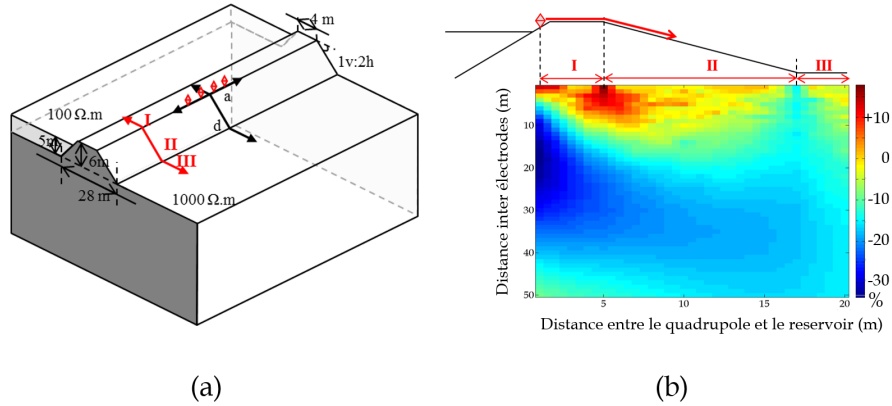 4 m
1v:2h
a
d
I
II
III
100 Ω.m
5m
6m
28 m
1000 Ω.m
(a)
I II III
Distance inter électrodes (m)
10
20
30
40
50
5 10 15 20
Distance entre le quadrupole et le reservoir (m)
+10
0
-10
-20
-30
%
(b)